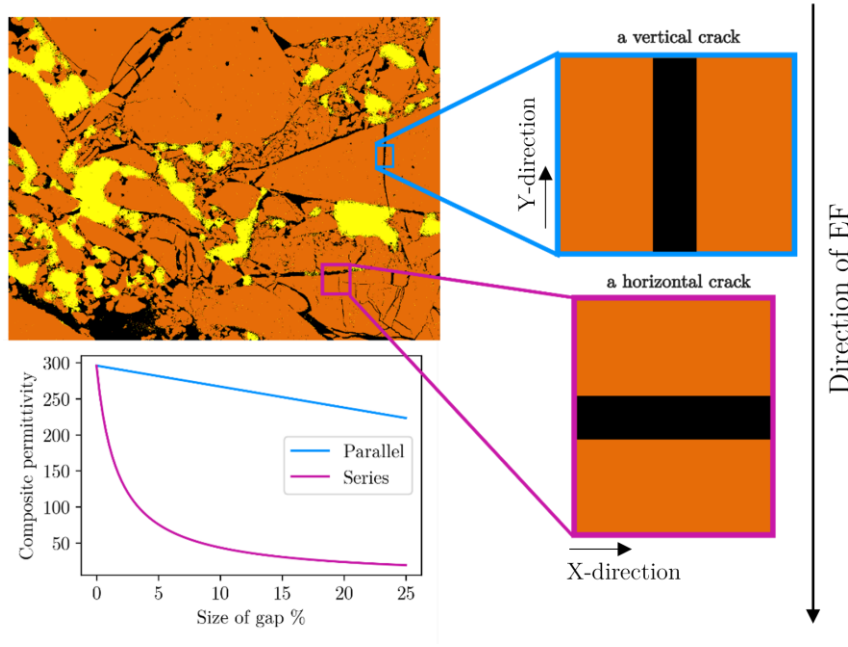 a vertical crack
Y-direction
Direction of EF
a horizontal crack
X-direction
Composite permittivity
300
250
200
150
100
50
Parallel
Series
0
5
10
15
20
25
Size of gap %